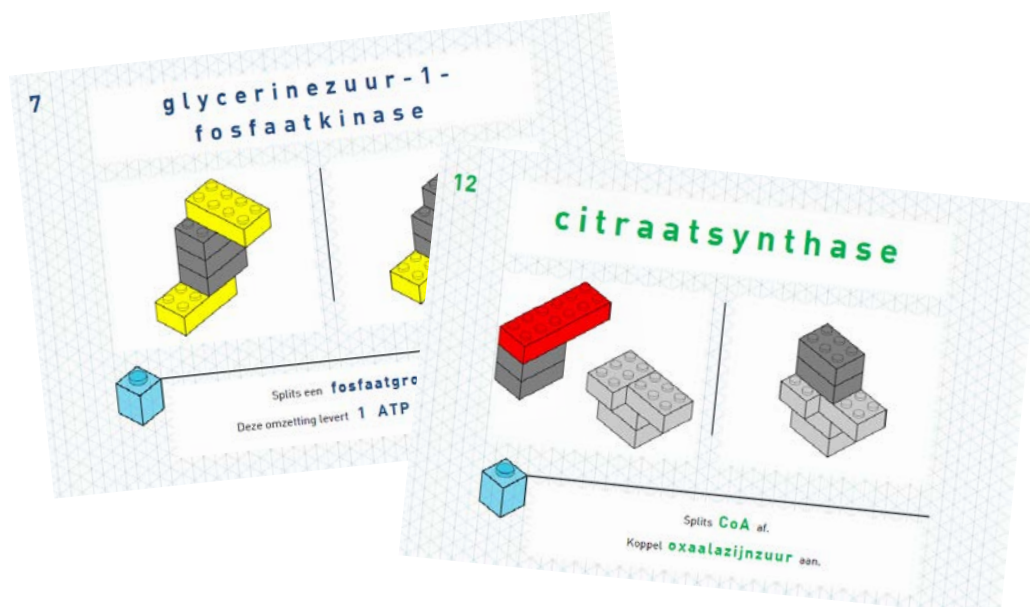 7
glycerinezuur-1-
fosfaatkinase
Splits een fosfaatgro
Deze omzetting levert 1 ATP
12
citraatsynthase
Splits CoA af.
Koppel oxaalazijnzuur aan.